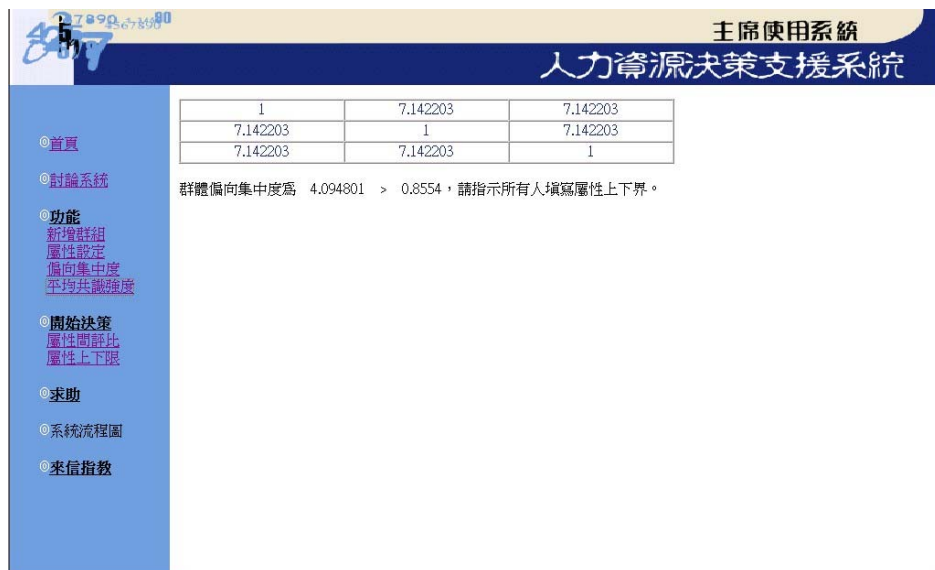 主席使用系統
人力資源決策支援系統
1 7.142203 7.142203
7.142203 1 7.142203
7.142203 7.142203 1
群體偏向集中度為 4.094801 > 0.8554，請指示所有人填寫屬性上下界。
首頁
討論系統
功能
新增群組
屬性設定
偏向集中度
平均共識強度
開始決策
屬性間評比
屬性上下限
求助
系統流程圖
來信指教